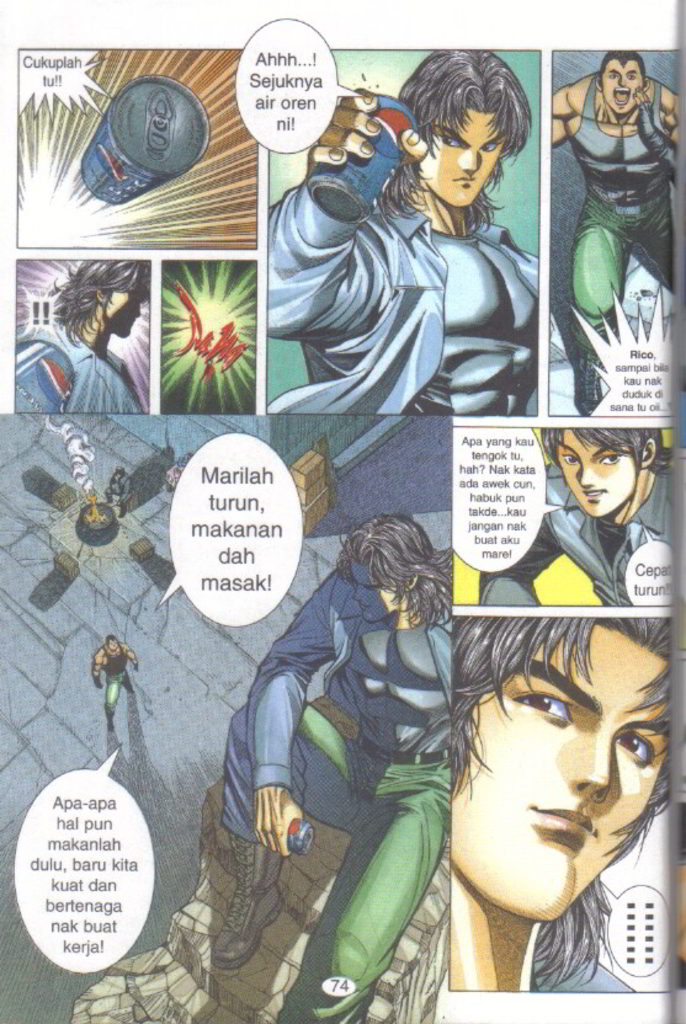 Cukuplah
tu!!
Ahhh...!
Sejuknya
air oren
ni!
Rico,
sampai bila
kau nak
duduk di
sana tu oi!...
!!
Marilah
turun,
makanan
dah
masak!
Apa-apa
hal pun
makanlah
dulu, baru kita
kuat dan
bertenaga
nak buat
kerja!
Apa yang kau
tengok tu,
hah? Nak kata
ada awek cun,
habuk pun
takde...kau
jangan nak
buat aku
mare!
Cepat
turun!!
74